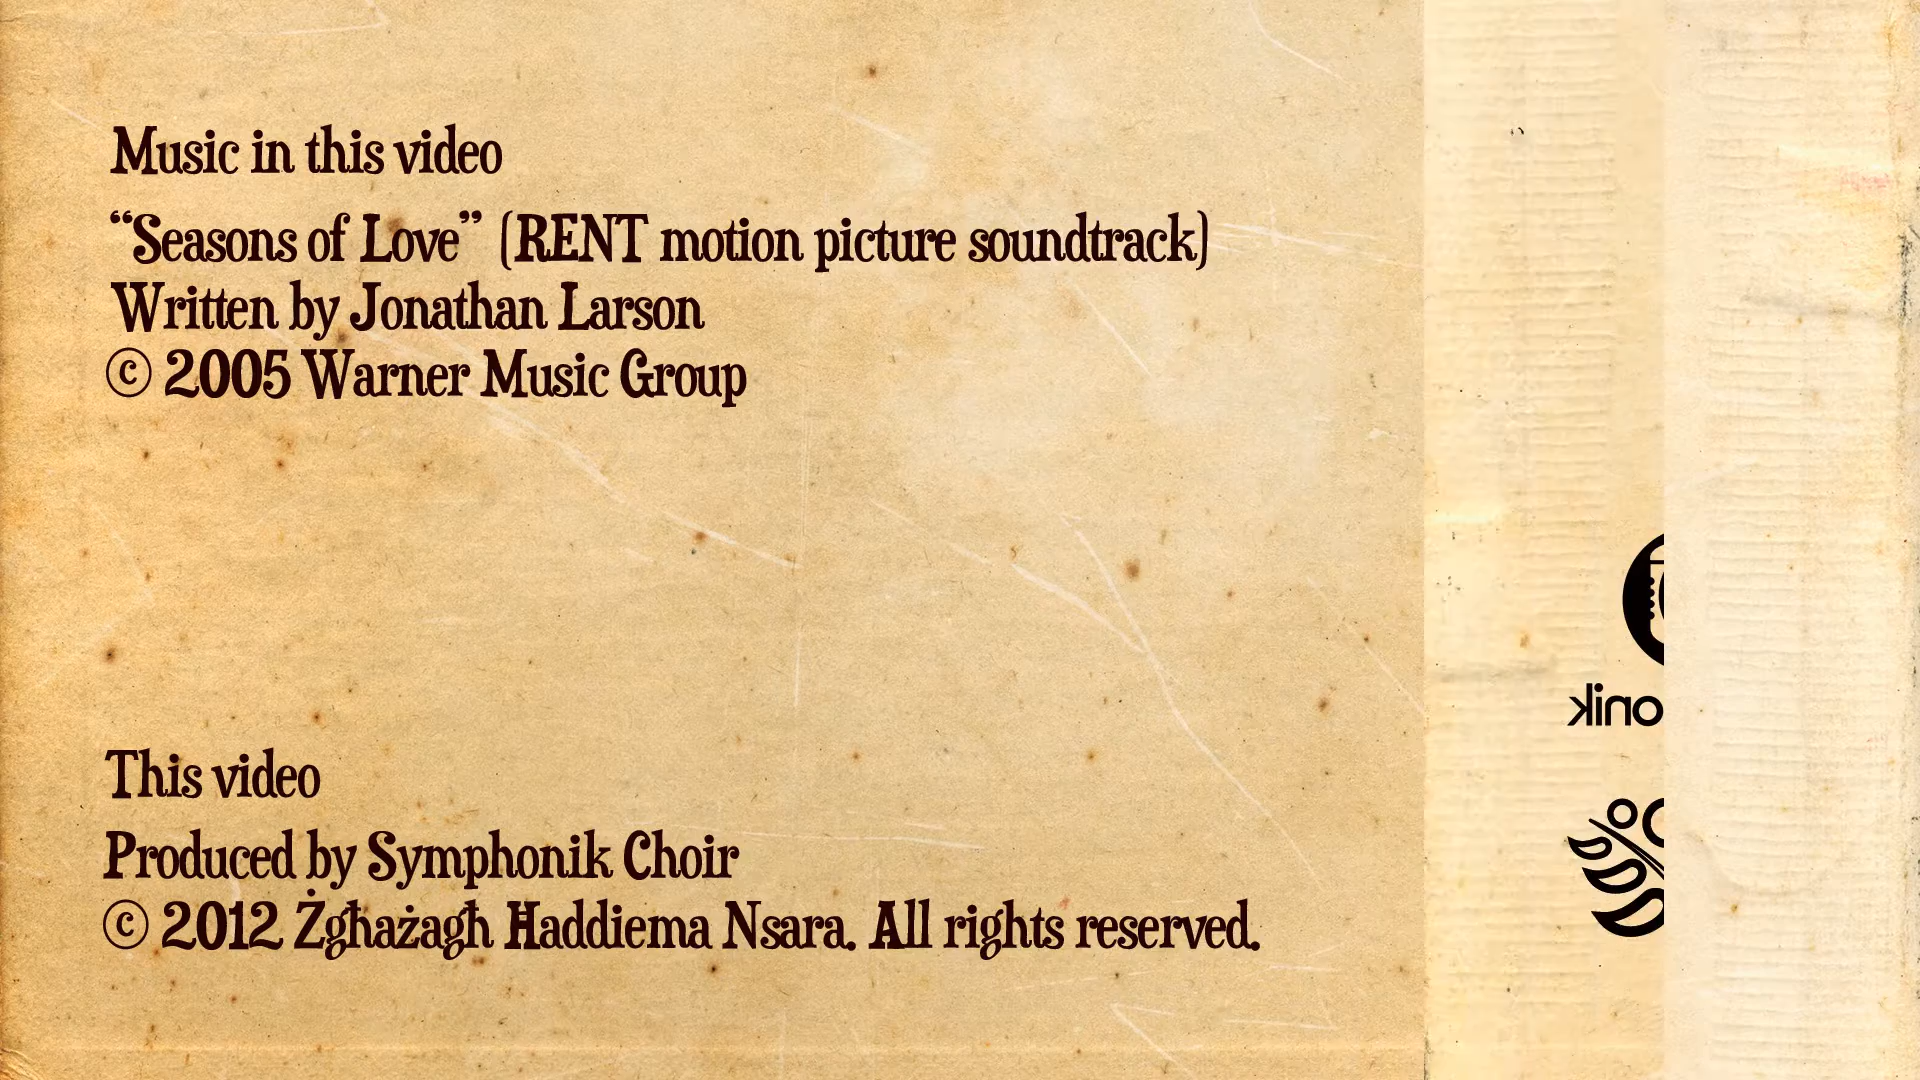 Music in this video
“Seasons of Love” (RENT motion picture soundtrack)
Written by Jonathan Larson
© 2005 Warner Music Group
This video
Produced by Symphonik Choir
© 2012 Żgħażagħ Ħaddiema Nsara. All rights reserved.
onik